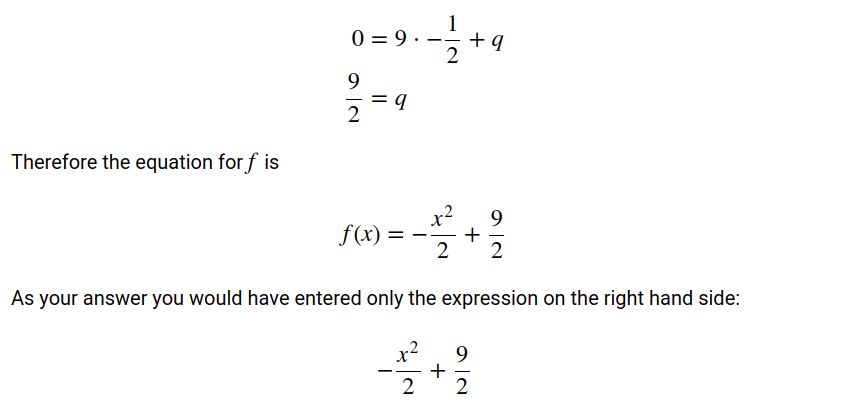 0 = 9 · −1/2 + q
9/2 = q
Therefore the equation for f is
f(x) = −x²/2 + 9/2
As your answer you would have entered only the expression on the right hand side:
−x²/2 + 9/2